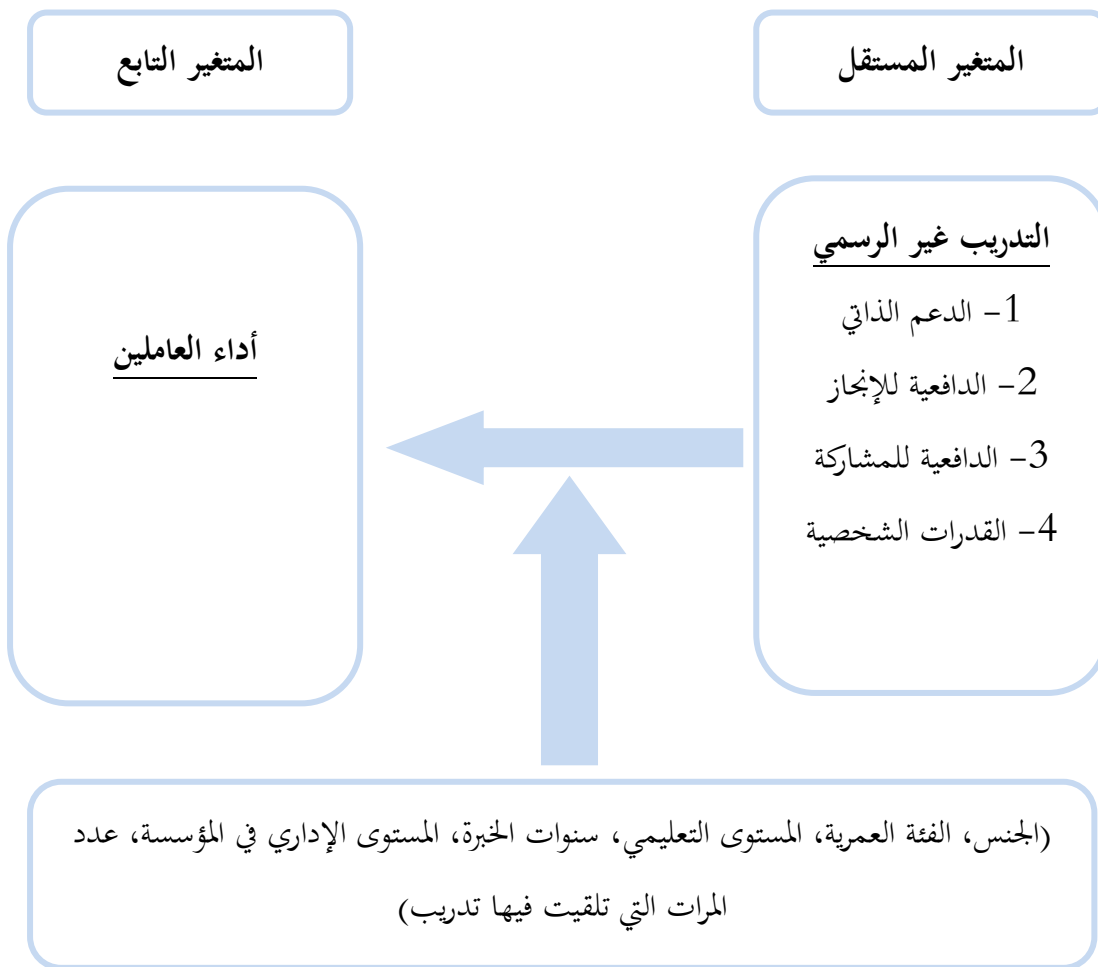 المتغير المستقل
المتغير التابع
التدريب غير الرسمي
1- الدعم الذاتي
2- الدافعية للإنجاز
3- الدافعية للمشاركة
4- القدرات الشخصية
أداء العاملين
(الجنس، الفئة العمرية، المستوى التعليمي، سنوات الخبرة، المستوى الإداري في المؤسسة، عدد
المرات التي تلقيت فيها تدريب)